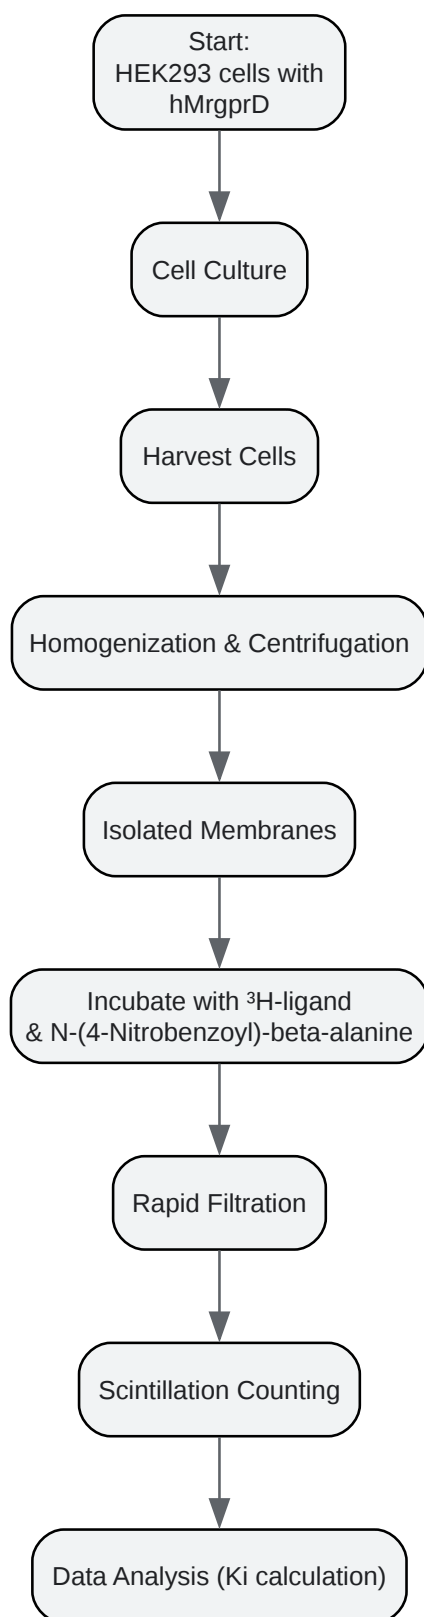 Start:
HEK293 cells with
hMrgprD
Cell Culture
Harvest Cells
Homogenization & Centrifugation
Isolated Membranes
Incubate with ³H-ligand
& N-(4-Nitrobenzoyl)-beta-alanine
Rapid Filtration
Scintillation Counting
Data Analysis (Ki calculation)